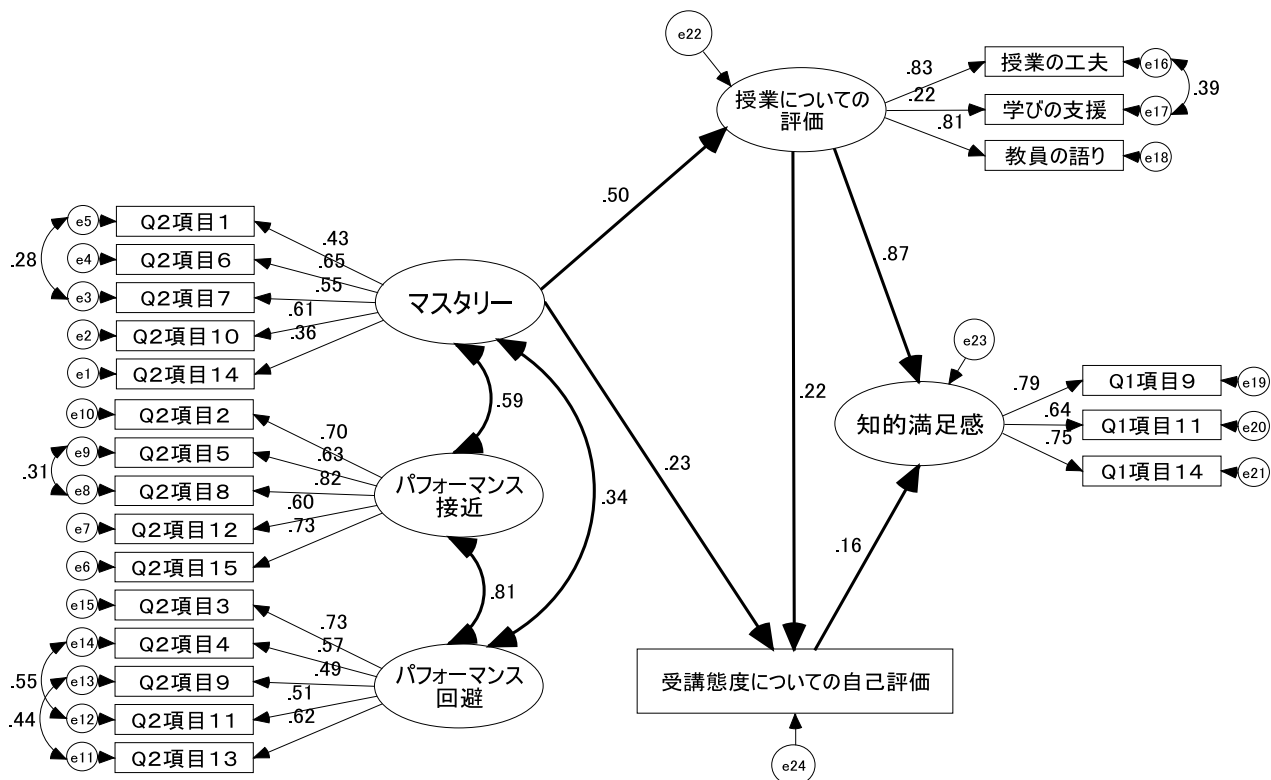 e22
授業についての
評価
.83
.22
.81
授業の工夫
学びの支援
教員の語り
e16
e17
e18
.39
.50
.87
.22
.23
e5
e4
e3
e2
e1
.28
Q2項目1
Q2項目6
Q2項目7
Q2項目10
Q2項目14
.43
.65
.55
.61
.36
マスタリー
.59
.34
e10
e9
e8
e7
e6
.31
Q2項目2
Q2項目5
Q2項目8
Q2項目12
Q2項目15
.70
.63
.82
.60
.73
パフォーマンス
接近
.81
e15
e14
e13
e12
e11
.55
.44
Q2項目3
Q2項目4
Q2項目9
Q2項目11
Q2項目13
.73
.57
.49
.51
.62
パフォーマンス
回避
e23
知的満足感
.79
.64
.75
Q1項目9
Q1項目11
Q1項目14
e19
e20
e21
.16
受講態度についての自己評価
e24